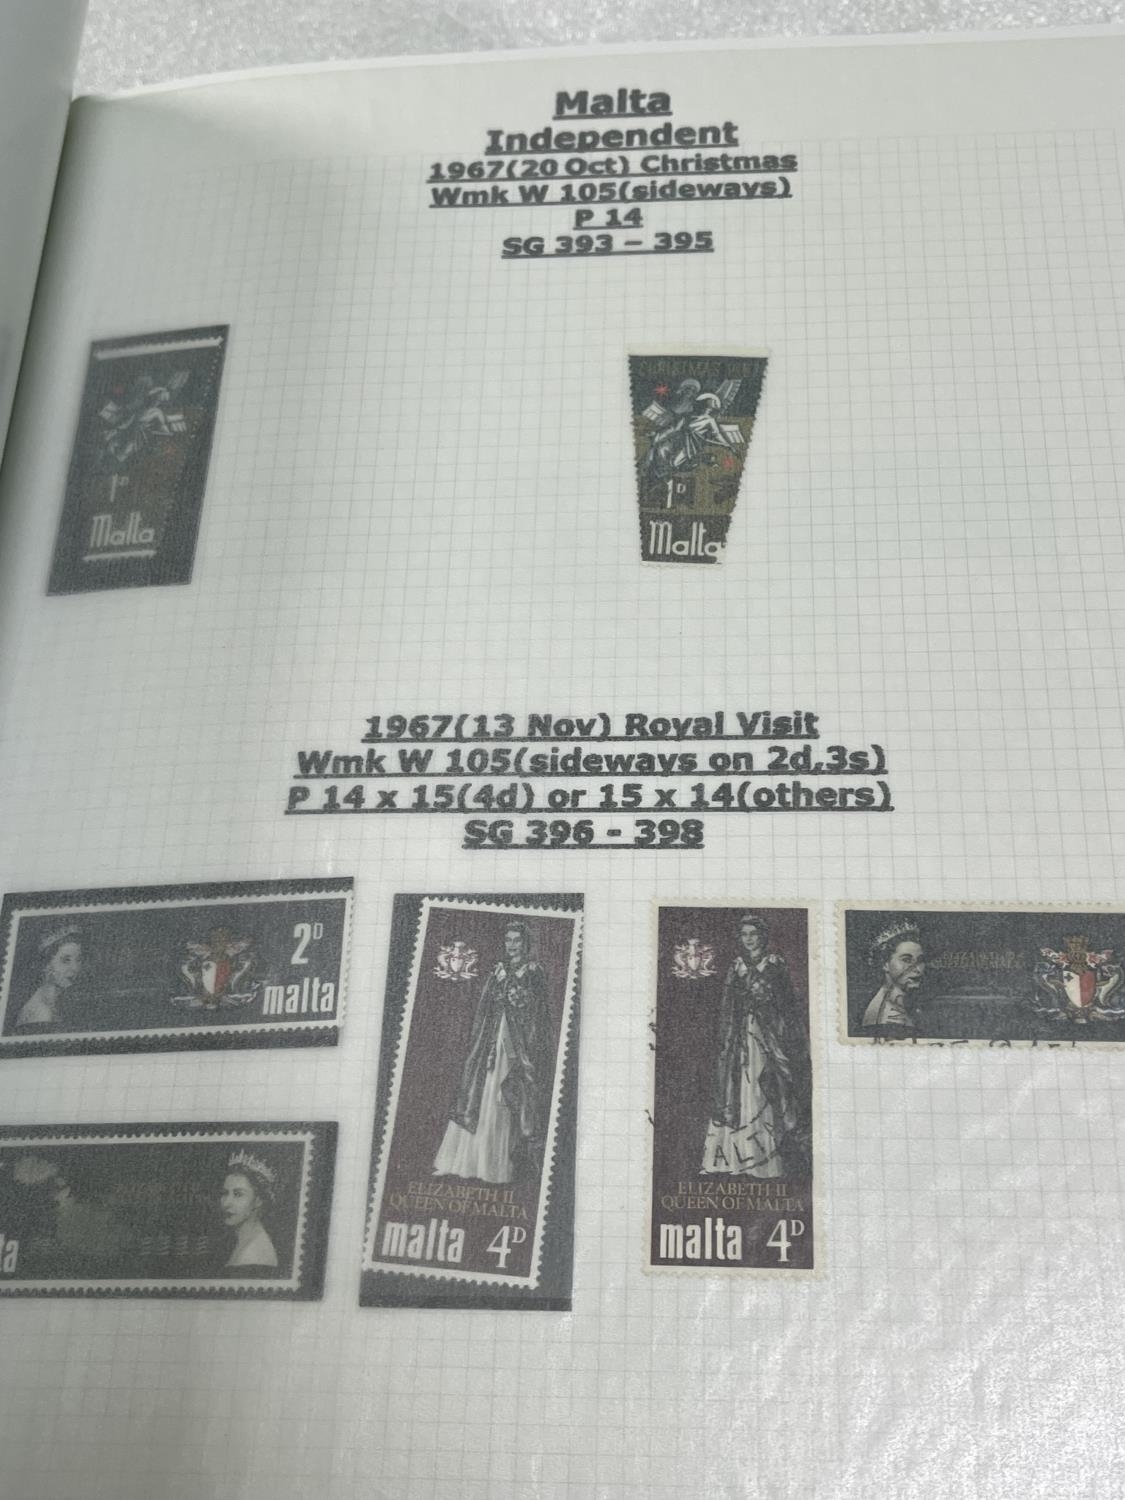 Malta
Independent
1967(20 Oct) Christmas
Wmk W 105(sideways)
P 14
SG 393 – 395
1D
Malta
CHRISTMAS
1D
Malta
1967(13 Nov) Royal Visit
Wmk W 105(sideways on 2d,3s)
P 14 x 15(4d) or 15 x 14(others)
SG 396 - 398
2D
malta
ELIZABETH II
QUEEN OF MALTA
malta 4D
ALT
ELIZABETH II
QUEEN OF MALTA
malta 4D
ta